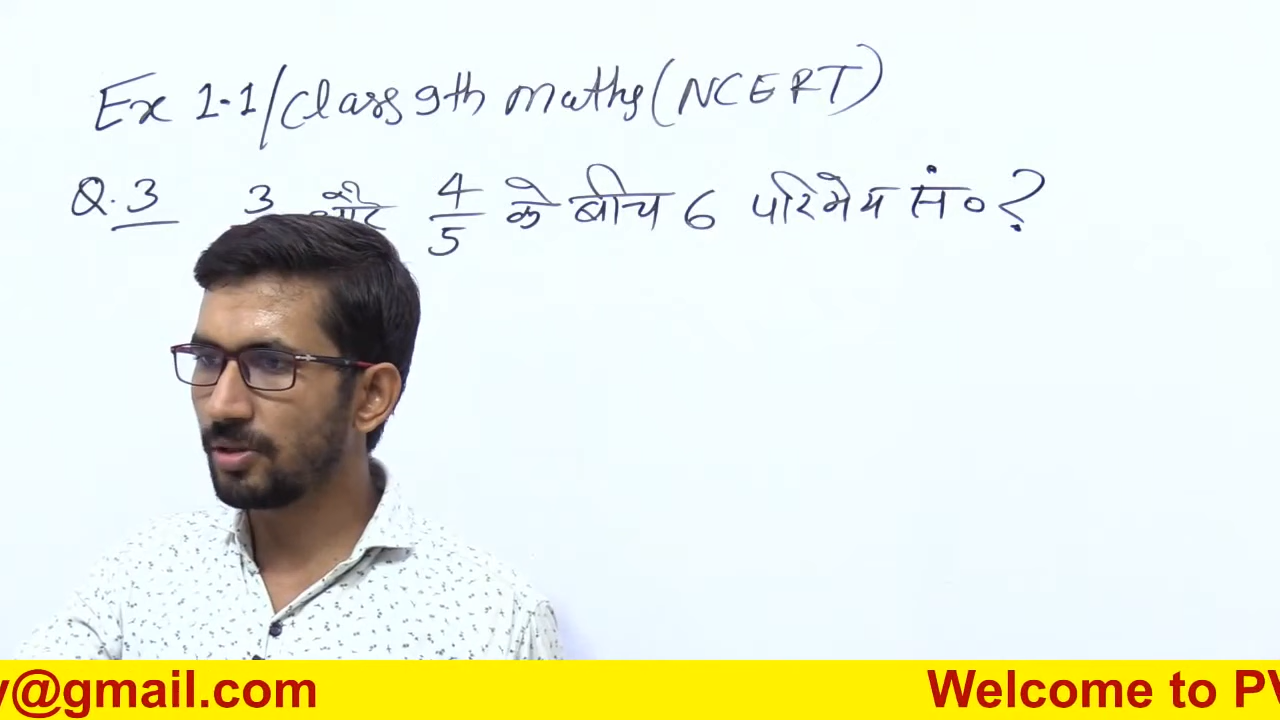 Ex 1.1/Class 9th maths (NCERT)
Q.3 3 और 4/5 के बीच 6 परिमेय सं० ?
y@gmail.com Welcome to PV